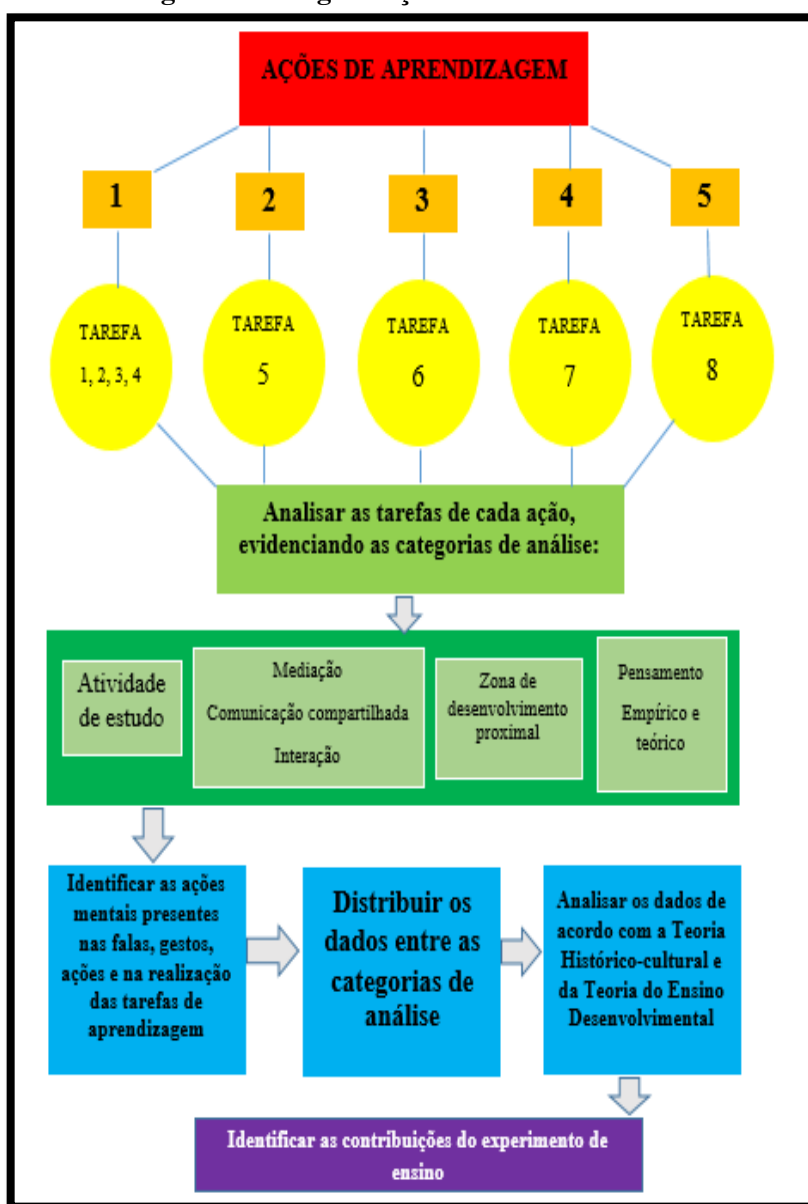 AÇÕES DE APRENDIZAGEM
1
2
3
4
5
TAREFA
1, 2, 3, 4
TAREFA
5
TAREFA
6
TAREFA
7
TAREFA
8
Analisar as tarefas de cada ação,
evidenciando as categorias de análise:
Atividade
de estudo
Mediação
Comunicação compartilhada
Interação
Zona de
desenvolvimento
proximal
Pensamento
Empírico e
teórico
Identificar as ações
mentais presentes
nas falas, gestos,
ações e na realização
das tarefas de
aprendizagem
Distribuir os
dados entre as
categorias de
análise
Analisar os dados de
acordo com a Teoria
Histórico-cultural e
da Teoria do Ensino
Desenvolvimental
Identificar as contribuições do experimento de
ensino